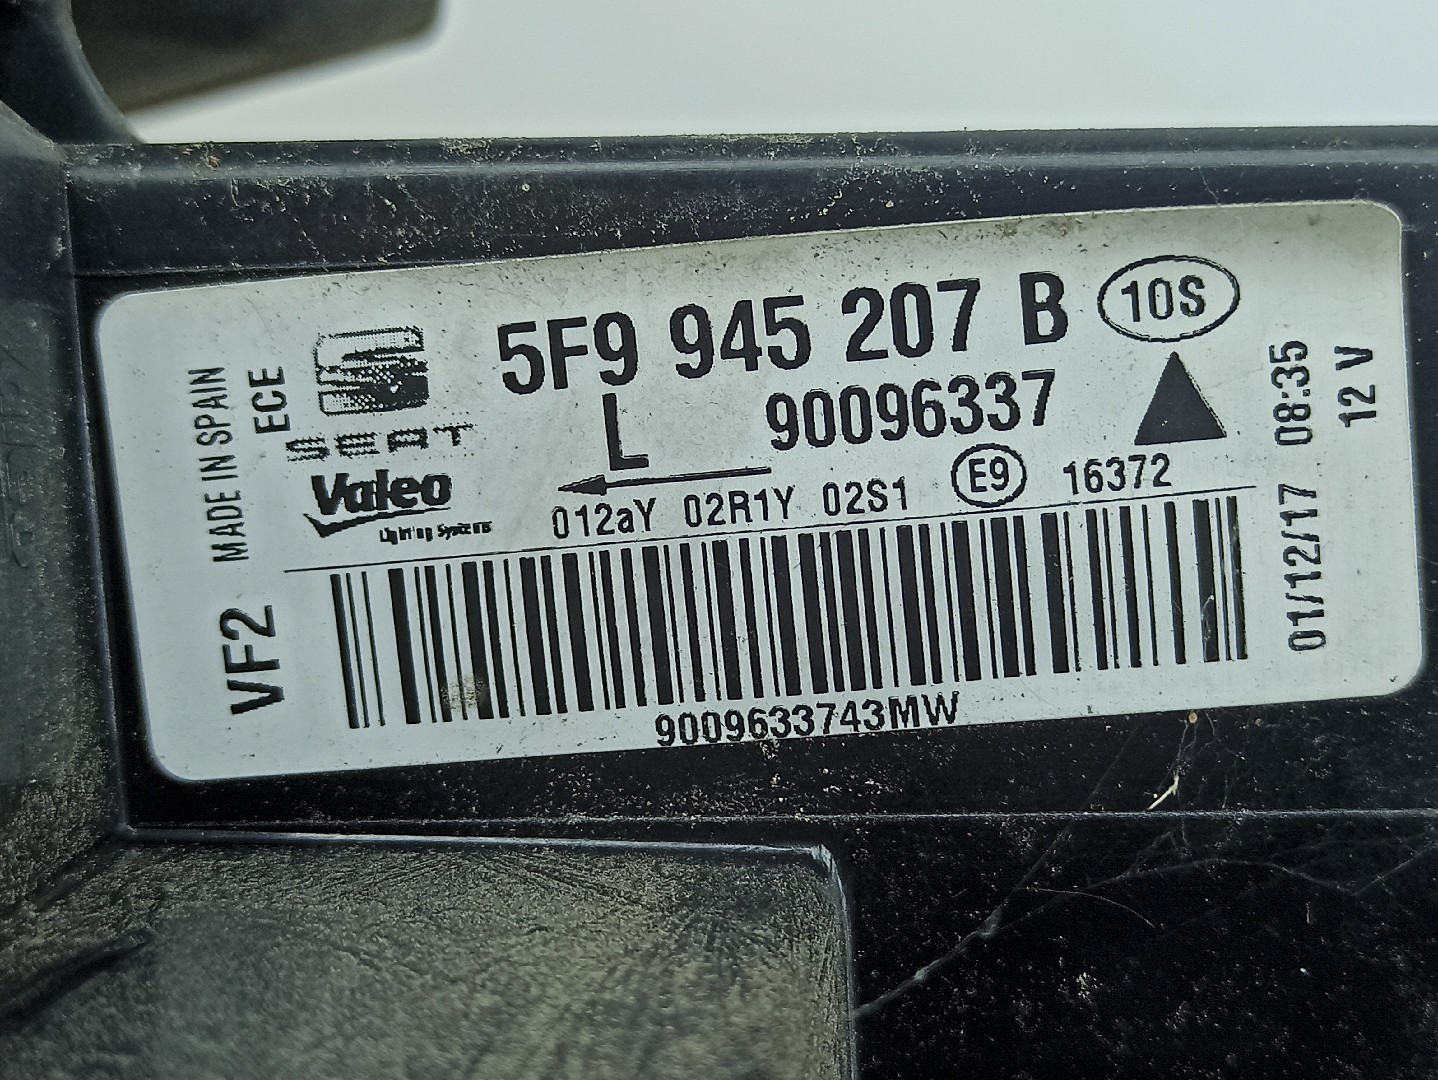 5F9 945 207 B 10S
L 90096337
012aY 02R1Y 02S1 E9 16372
9009633743MW
SEAT
Valeo
Lighting Systems
VF2 MADE IN SPAIN
ECE
01/12/17 08:35
12 V